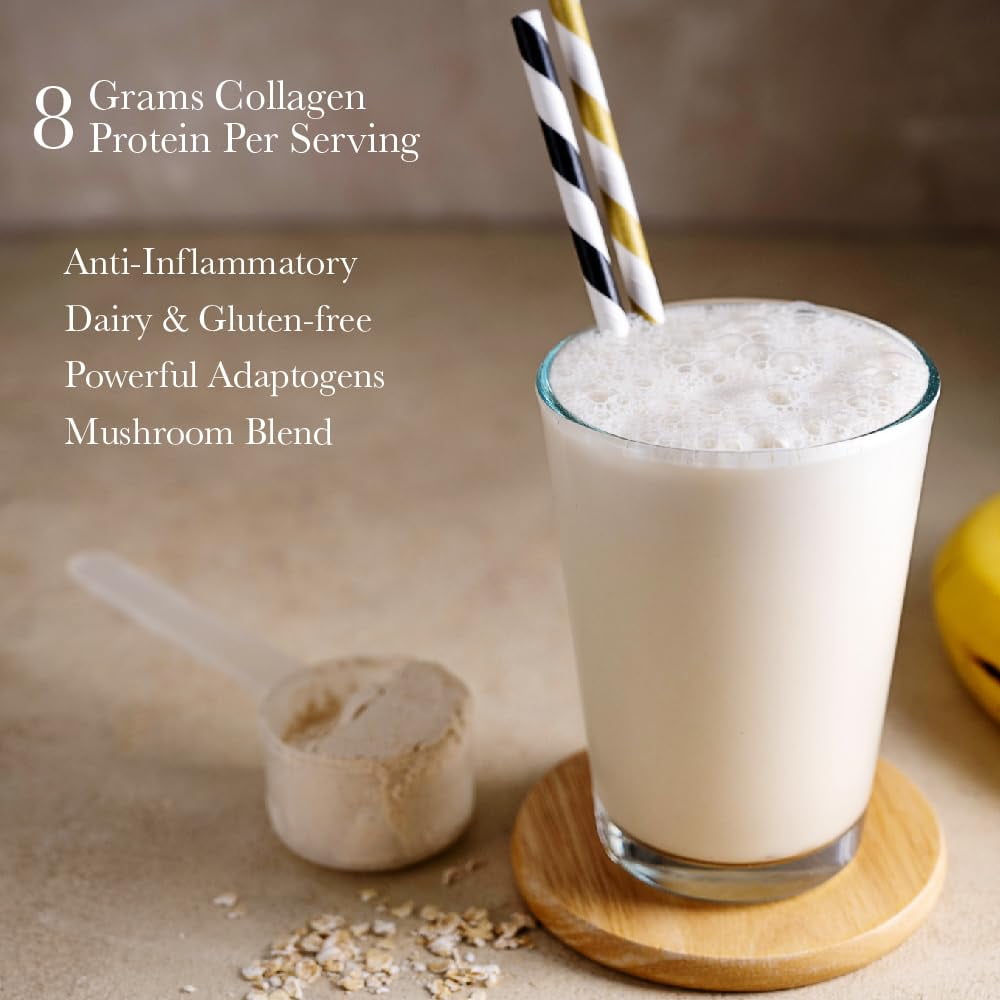 8 Grams Collagen
Protein Per Serving
Anti-Inflammatory
Dairy & Gluten-free
Powerful Adaptogens
Mushroom Blend